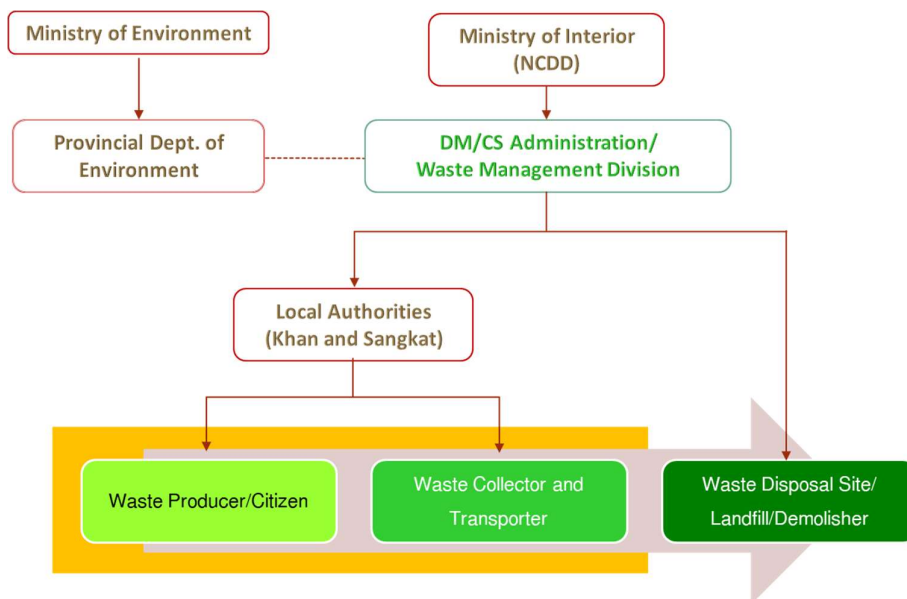 Ministry of Environment
Ministry of Interior
(NCDD)
Provincial Dept. of
Environment
DM/CS Administration/
Waste Management Division
Local Authorities
(Khan and Sangkat)
Waste Producer/Citizen
Waste Collector and
Transporter
Waste Disposal Site/
Landfill/Demolisher